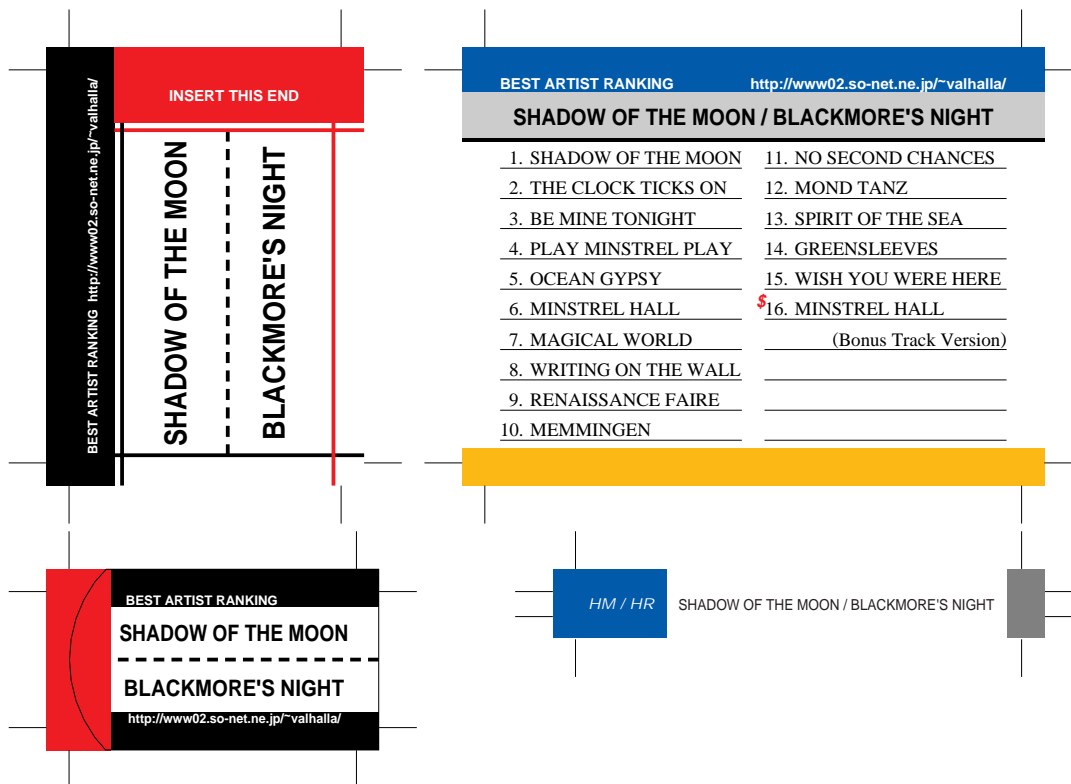 INSERT THIS END
BEST ARTIST RANKING http://www02.so-net.ne.jp/~valhalla/
SHADOW OF THE MOON
BLACKMORE'S NIGHT
BEST ARTIST RANKING http://www02.so-net.ne.jp/~valhalla/
SHADOW OF THE MOON / BLACKMORE'S NIGHT
1. SHADOW OF THE MOON
2. THE CLOCK TICKS ON
3. BE MINE TONIGHT
4. PLAY MINSTREL PLAY
5. OCEAN GYPSY
6. MINSTREL HALL
7. MAGICAL WORLD
8. WRITING ON THE WALL
9. RENAISSANCE FAIRE
10. MEMMINGEN
11. NO SECOND CHANCES
12. MOND TANZ
13. SPIRIT OF THE SEA
14. GREENSLEEVES
15. WISH YOU WERE HERE
$16. MINSTREL HALL
(Bonus Track Version)
BEST ARTIST RANKING
SHADOW OF THE MOON
BLACKMORE'S NIGHT
http://www02.so-net.ne.jp/~valhalla/
HM / HR SHADOW OF THE MOON / BLACKMORE'S NIGHT